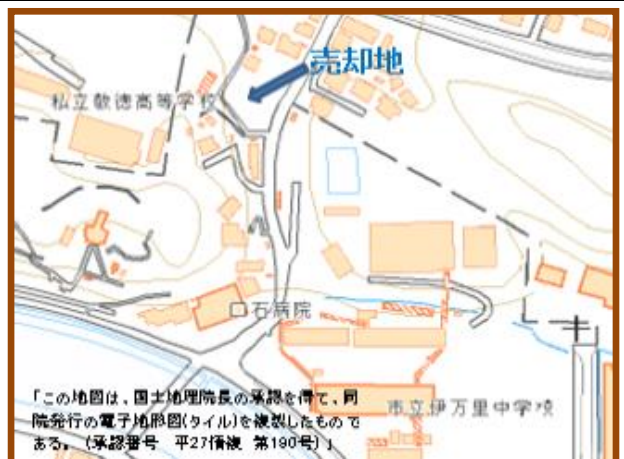 売却地
私立敬徳高等学校
口石病院
市立伊万里中学校
「この地図は、国土地理院長の承認を得て、同
院発行の電子地形図(タイル)を複製したもので
ある。(承認番号 平27情複 第190号)」